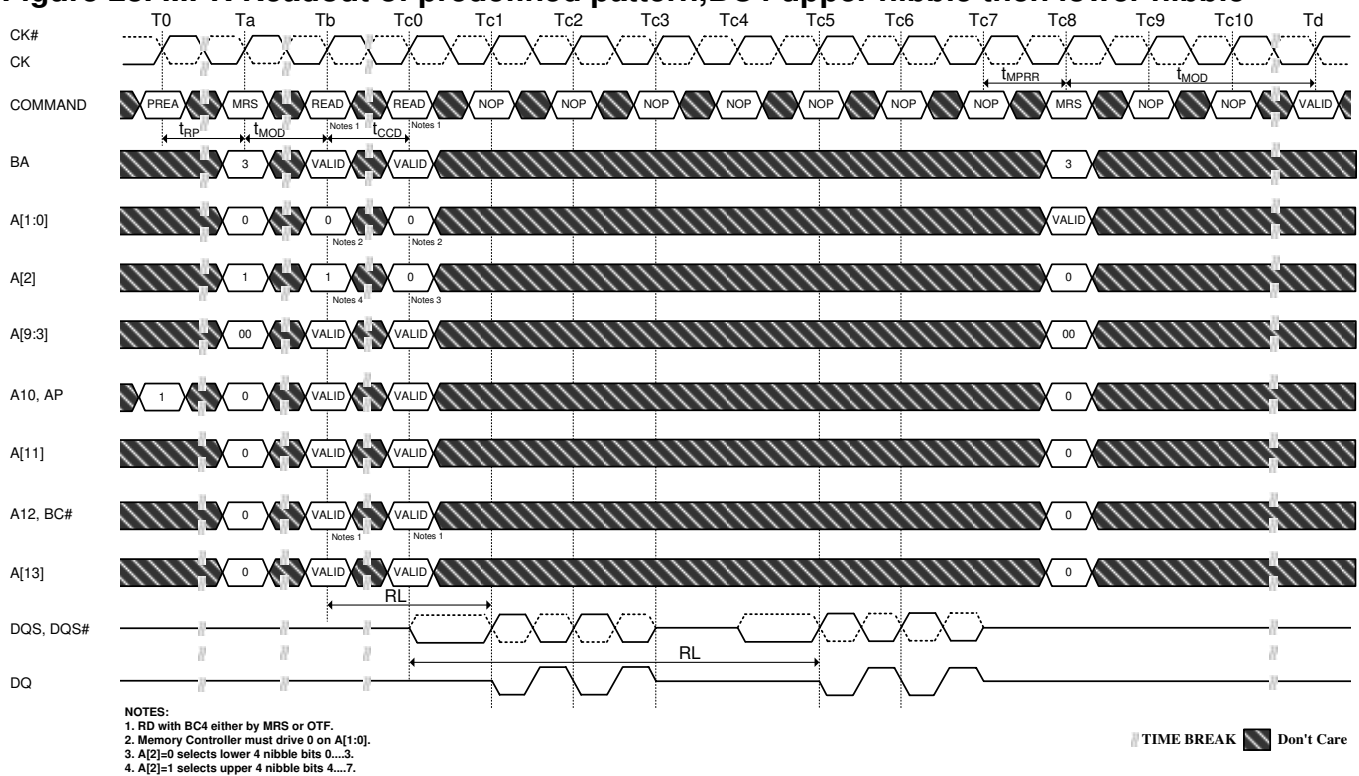 Readout of predefined pattern,BC4 upper nibble then lower nibble
T0 Ta Tb Tc0 Tc1 Tc2 Tc3 Tc4 Tc5 Tc6 Tc7 Tc8 Tc9 Tc10 Td
CK#
CK
tMPRR tMOD
COMMAND PREA MRS READ READ NOP NOP NOP NOP NOP NOP NOP MRS NOP NOP VALID
Notes 1 Notes 1
tRP tMOD tCCD
BA 3 VALID VALID 3
A[1:0] 0 0 0 VALID
Notes 2 Notes 2
A[2] 1 1 0 0
Notes 4 Notes 3
A[9:3] 00 VALID VALID 00
A10, AP 1 0 VALID VALID 0
A[11] 0 VALID VALID 0
A12, BC# 0 VALID VALID 0
Notes 1 Notes 1
A[13] 0 VALID VALID 0
RL
DQS, DQS#
RL
DQ
NOTES:
1. RD with BC4 either by MRS or OTF.
2. Memory Controller must drive 0 on A[1:0].
3. A[2]=0 selects lower 4 nibble bits 0....3.
4. A[2]=1 selects upper 4 nibble bits 4....7.
TIME BREAK Don't Care